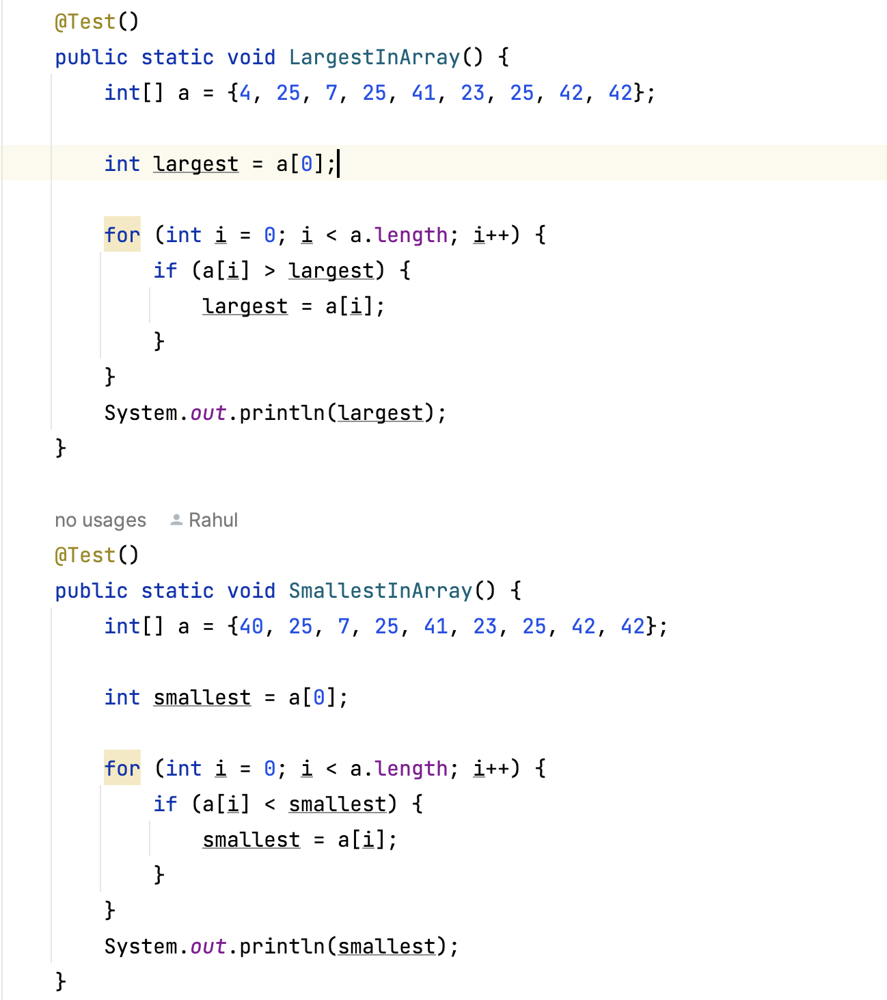 @Test()
public static void LargestInArray() {
int[] a = {4, 25, 7, 25, 41, 23, 25, 42, 42};
int largest = a[0];
for (int i = 0; i < a.length; i++) {
if (a[i] > largest) {
largest = a[i];
}
}
System.out.println(largest);
}
no usages Rahul
@Test()
public static void SmallestInArray() {
int[] a = {40, 25, 7, 25, 41, 23, 25, 42, 42};
int smallest = a[0];
for (int i = 0; i < a.length; i++) {
if (a[i] < smallest) {
smallest = a[i];
}
}
System.out.println(smallest);
}